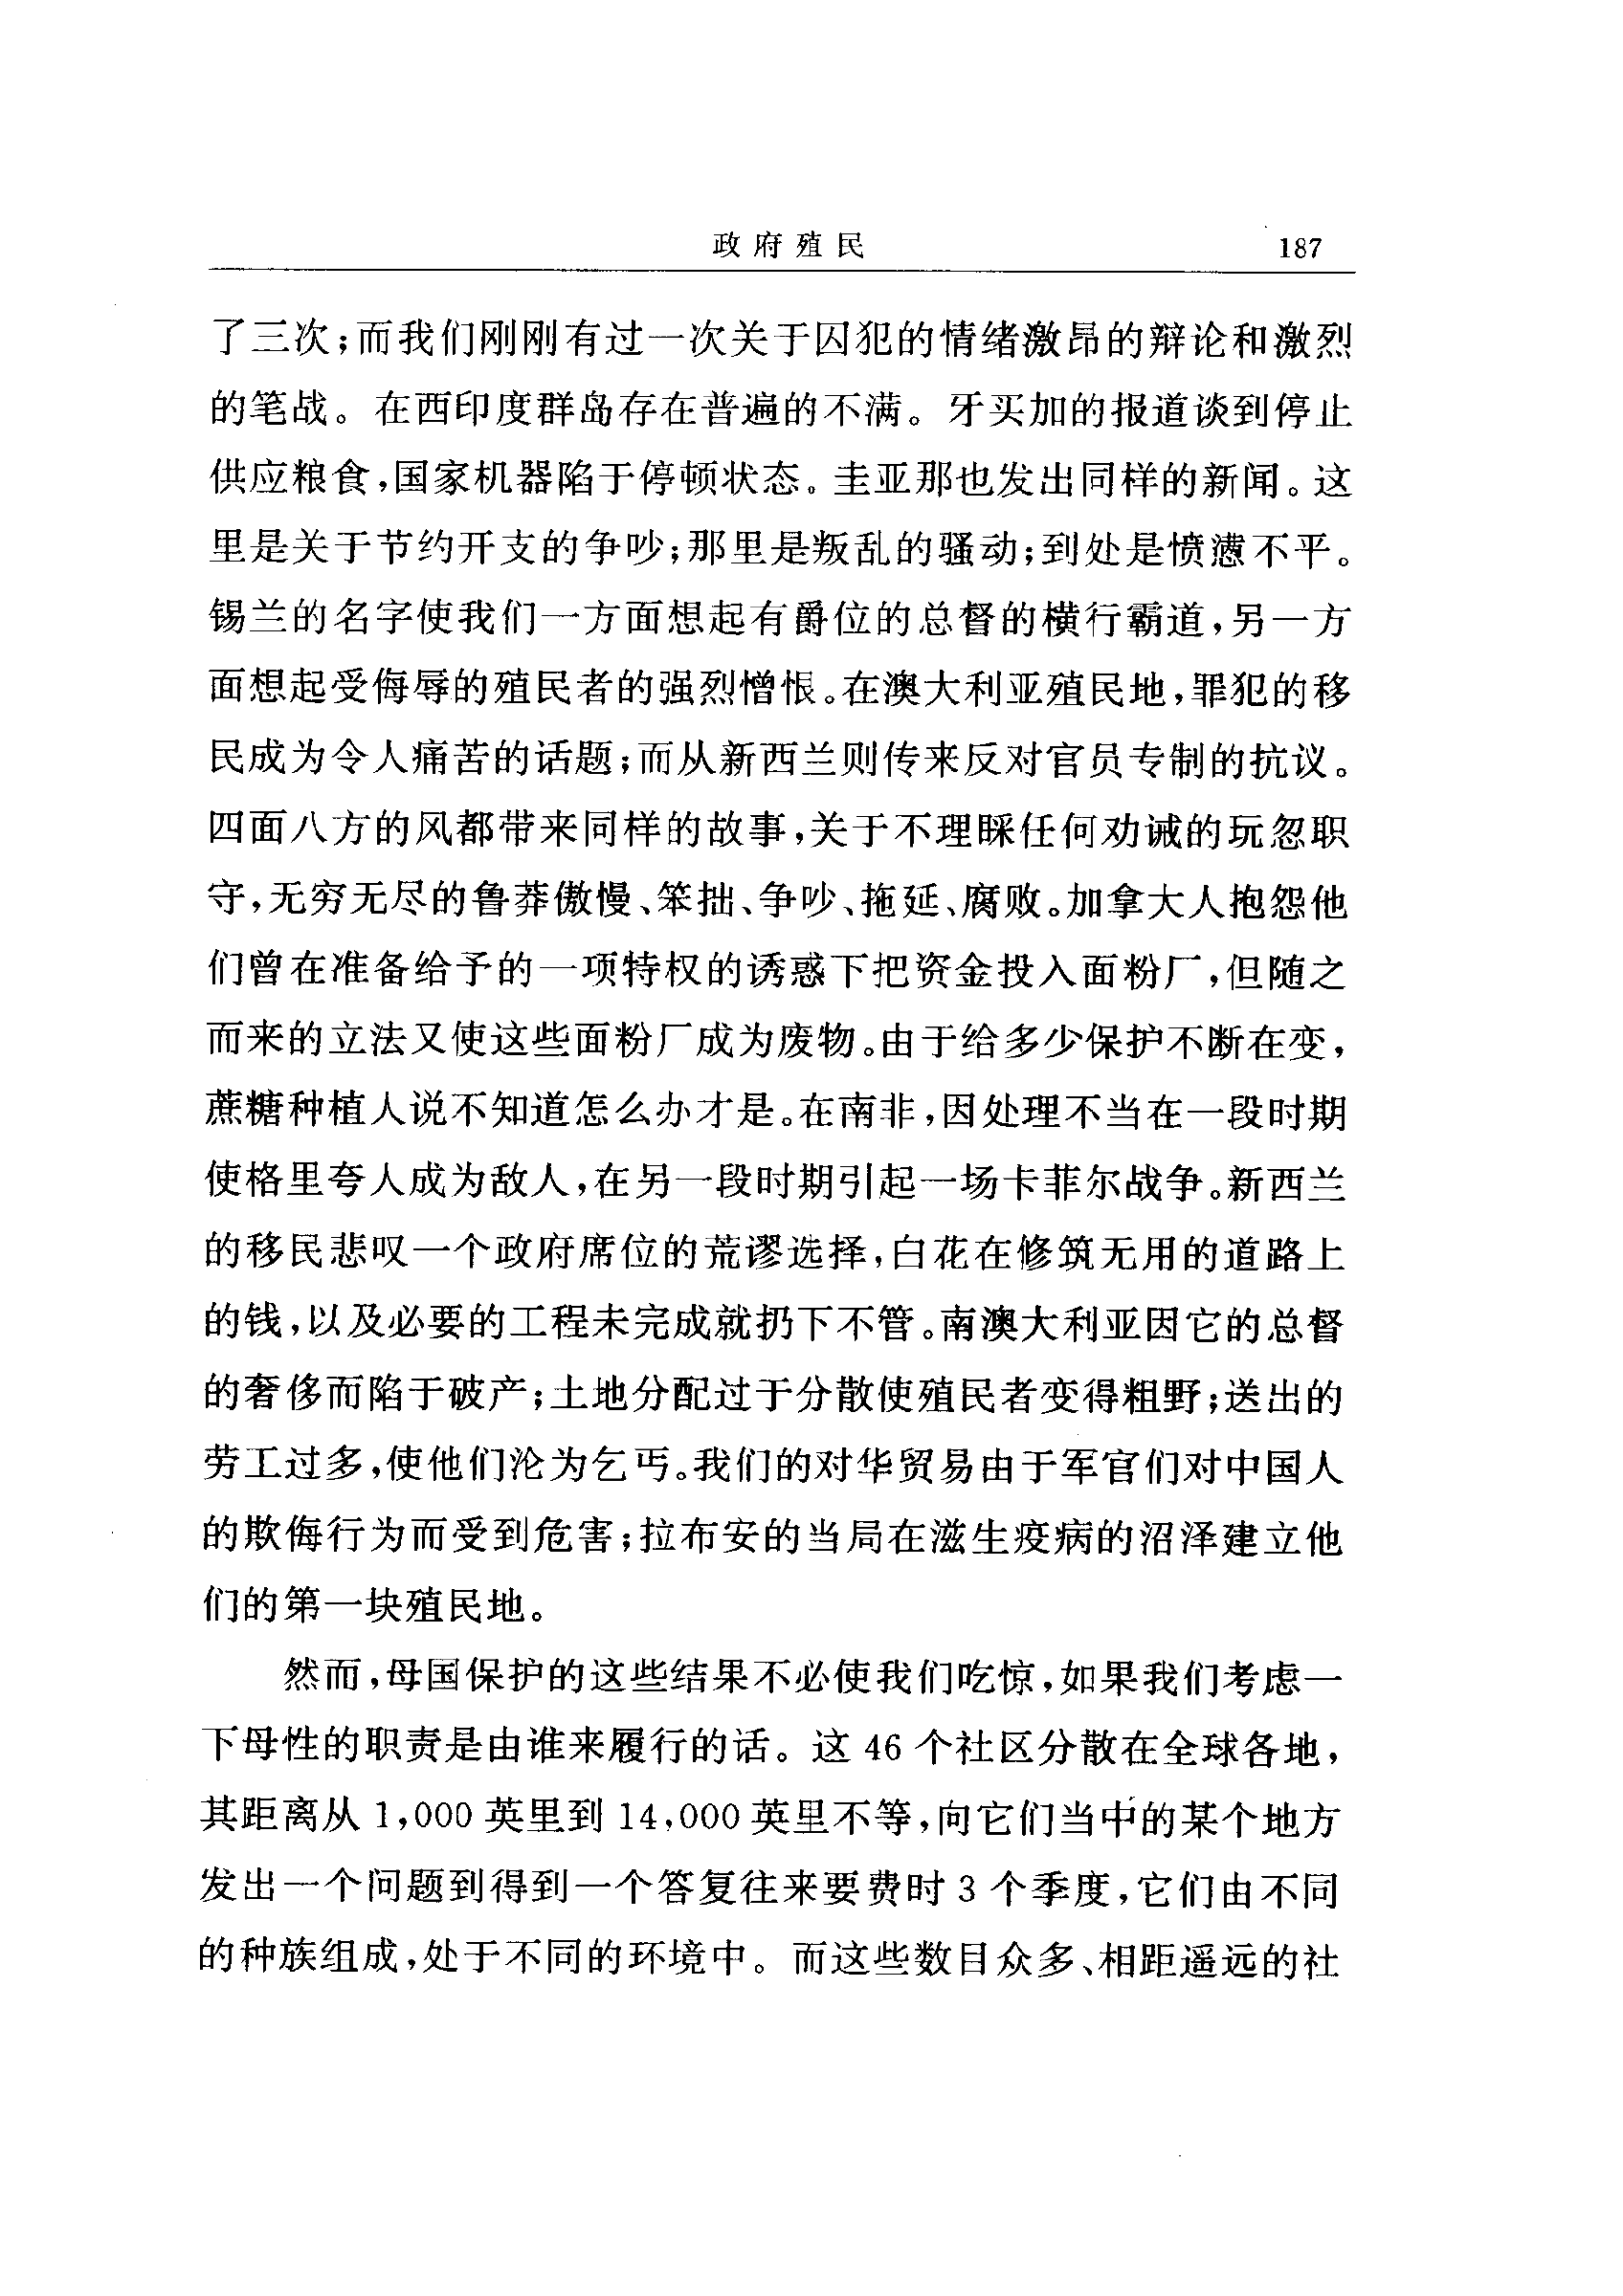 政府殖民 187
了三次;而我们刚刚有过一次关于囚犯的情绪激昂的辩论和激烈
的笔战。在西印度群岛存在普遍的不满。牙买加的报道谈到停止
供应粮食,国家机器陷于停顿状态。圭亚那也发出同样的新闻。这
里是关于节约开支的争吵;那里是叛乱的骚动;到处是愤懑不平。
锡兰的名字使我们一方面想起有爵位的总督的横行霸道,另一方
面想起受侮辱的殖民者的强烈憎恨。在澳大利亚殖民地,罪犯的移
民成为令人痛苦的话题;而从新西兰则传来反对官员专制的抗议。
四面八方的风都带来同样的故事,关于不理睬任何劝诫的玩忽职
守,无穷无尽的鲁莽傲慢、笨拙、争吵、拖延、腐败。加拿大人抱怨他
们曾在准备给予的一项特权的诱惑下把资金投入面粉厂,但随之
而来的立法又使这些面粉厂成为废物。由于给多少保护不断在变,
蔗糖种植人说不知道怎么办才是。在南非,因处理不当在一段时期
使格里夸人成为敌人,在另一段时期引起一场卡菲尔战争。新西兰
的移民悲叹一个政府席位的荒谬选择,白花在修筑无用的道路上
的钱,以及必要的工程未完成就扔下不管。南澳大利亚因它的总督
的奢侈而陷于破产;土地分配过于分散使殖民者变得粗野;送出的
劳工过多,使他们沦为乞丐。我们的对华贸易由于军官们对中国人
的欺侮行为而受到危害;拉布安的当局在滋生疫病的沼泽建立他
们的第一块殖民地。
然而,母国保护的这些结果不必使我们吃惊,如果我们考虑一
下母性的职责是由谁来履行的话。这 46 个社区分散在全球各地,
其距离从 1,000 英里到 14,000 英里不等,向它们当中的某个地方
发出一个问题到得到一个答复往来要费时 3 个季度,它们由不同
的种族组成,处于不同的环境中。而这些数目众多、相距遥远的社